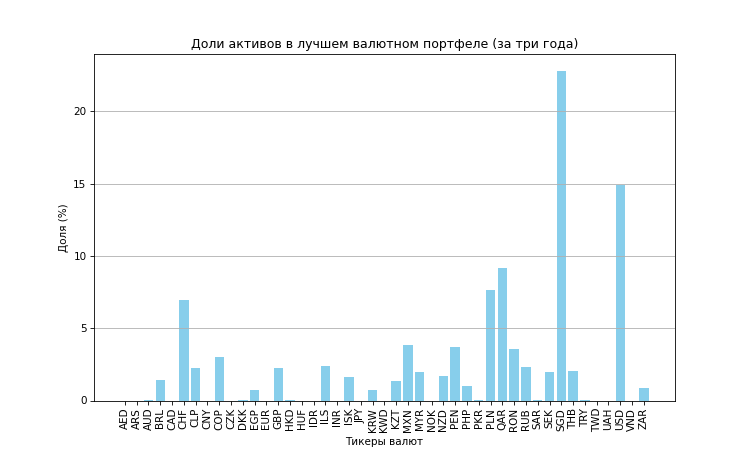 Доли активов в лучшем валютном портфеле (за три года)
Доля (%)
20
15
10
5
0
AED ARS AUD BRL CAD CHF CLP CNY COP CZK DKK EGP EUR GBP HKD HUF IDR ILS INR ISK JPY KRW KWD KZT MXN MYR NOK NZD PEN PHP PKR PLN QAR RON RUB SAR SEK SGD THB TRY TWD UAH USD VND ZAR
Тикеры валют